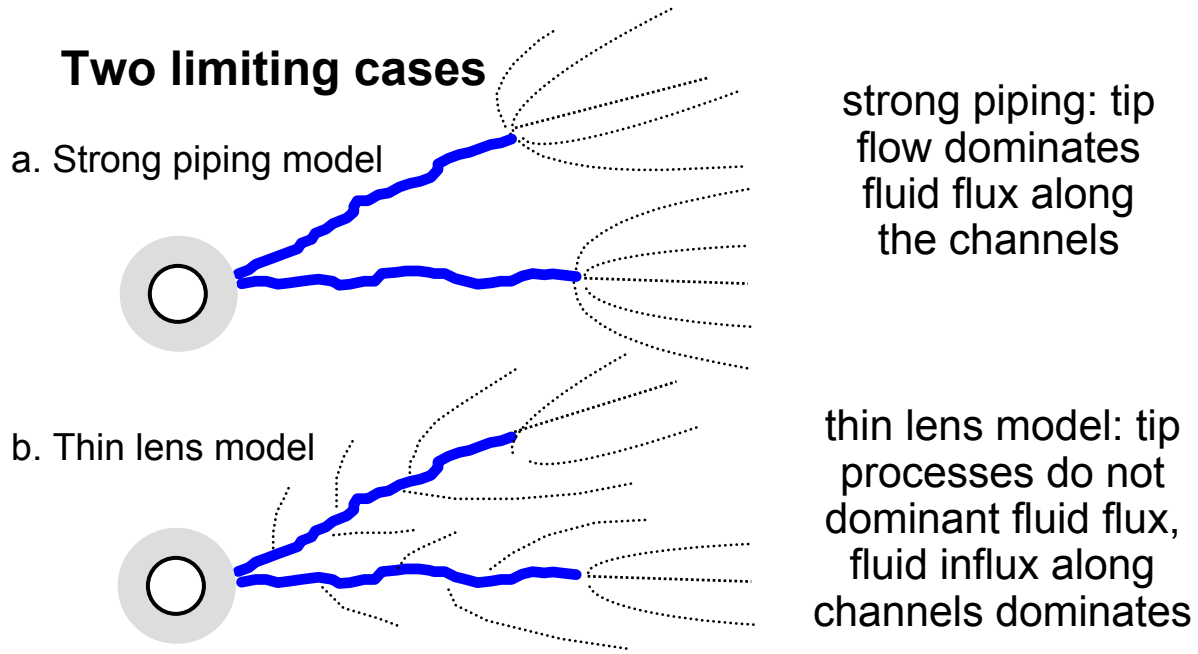 Two limiting cases
a. Strong piping model
strong piping: tip
flow dominates
fluid flux along
the channels
b. Thin lens model
thin lens model: tip
processes do not
dominant fluid flux,
fluid influx along
channels dominates